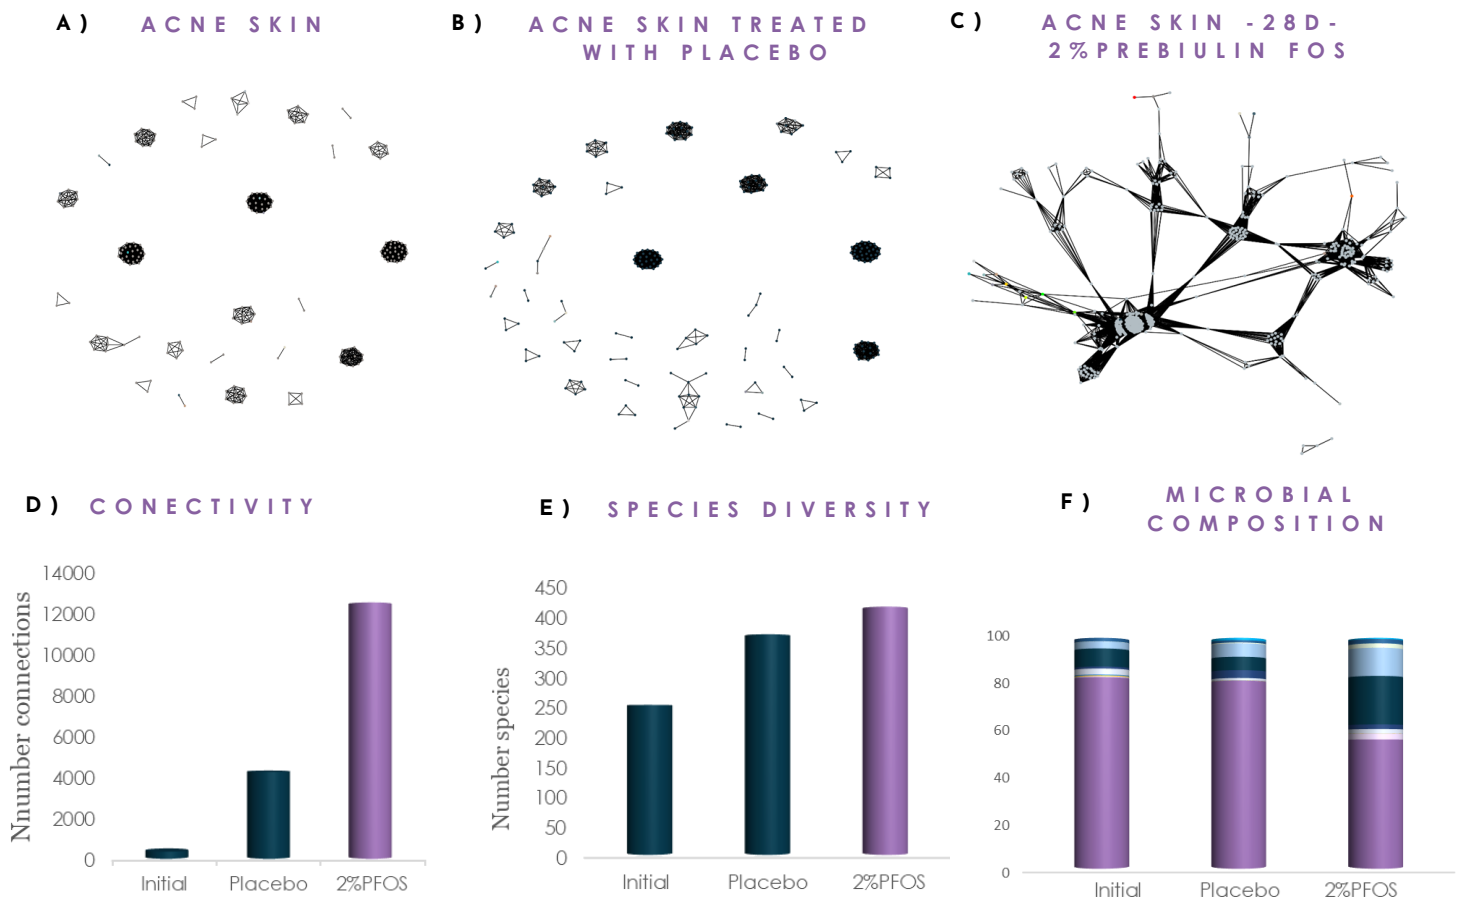 A) ACNE SKIN
B) ACNE SKIN TREATED
WITH PLACEBO
C) ACNE SKIN -28D-
2%PREBIULIN FOS
D) CONECTIVITY
Nnumber connections
14000
12000
10000
8000
6000
4000
2000
0
Initial Placebo 2%PFOS
E) SPECIES DIVERSITY
Number species
450
400
350
300
250
200
150
100
50
0
Initial Placebo 2%PFOS
F) MICROBIAL
COMPOSITION
100
80
60
40
20
0
Initial Placebo 2%PFOS